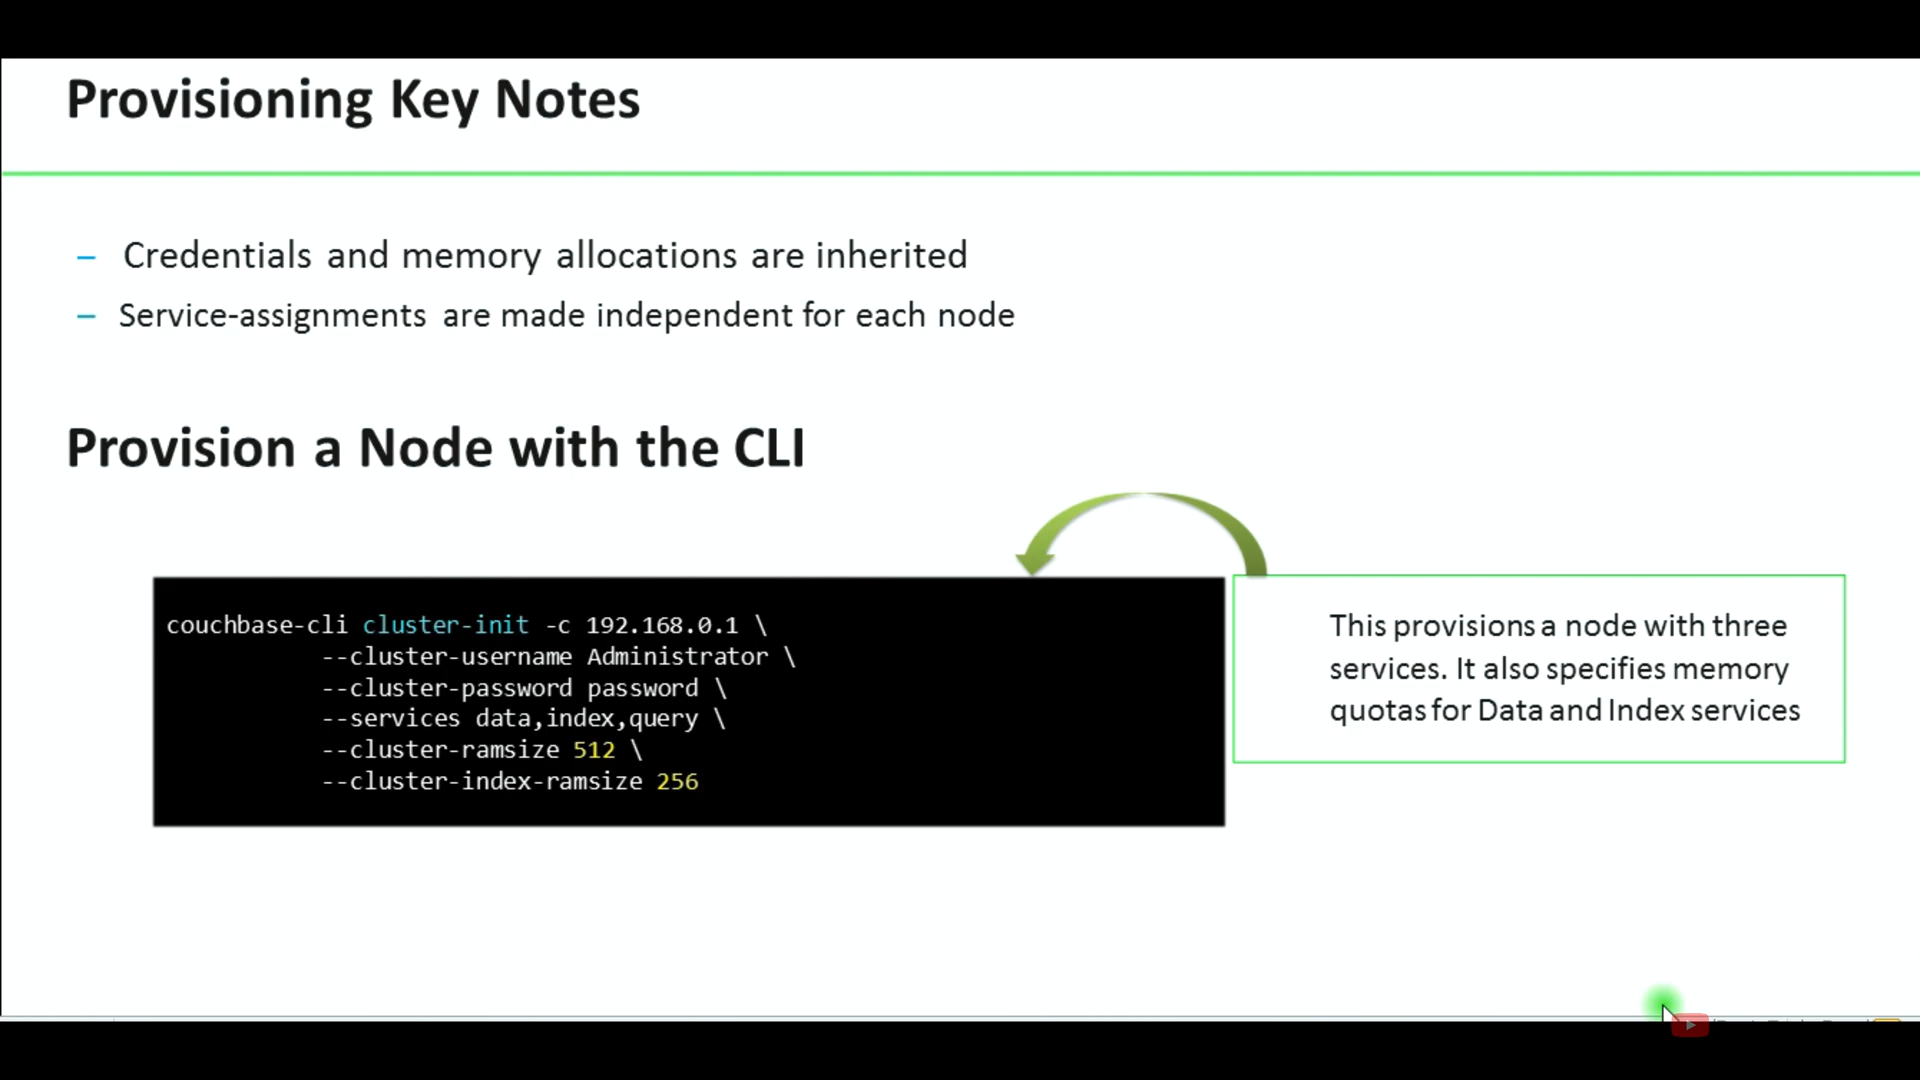 Provisioning Key Notes
– Credentials and memory allocations are inherited
– Service-assignments are made independent for each node
Provision a Node with the CLI
couchbase-cli cluster-init -c 192.168.0.1 \
--cluster-username Administrator \
--cluster-password password \
--services data,index,query \
--cluster-ramsize 512 \
--cluster-index-ramsize 256
This provisions a node with three
services. It also specifies memory
quotas for Data and Index services